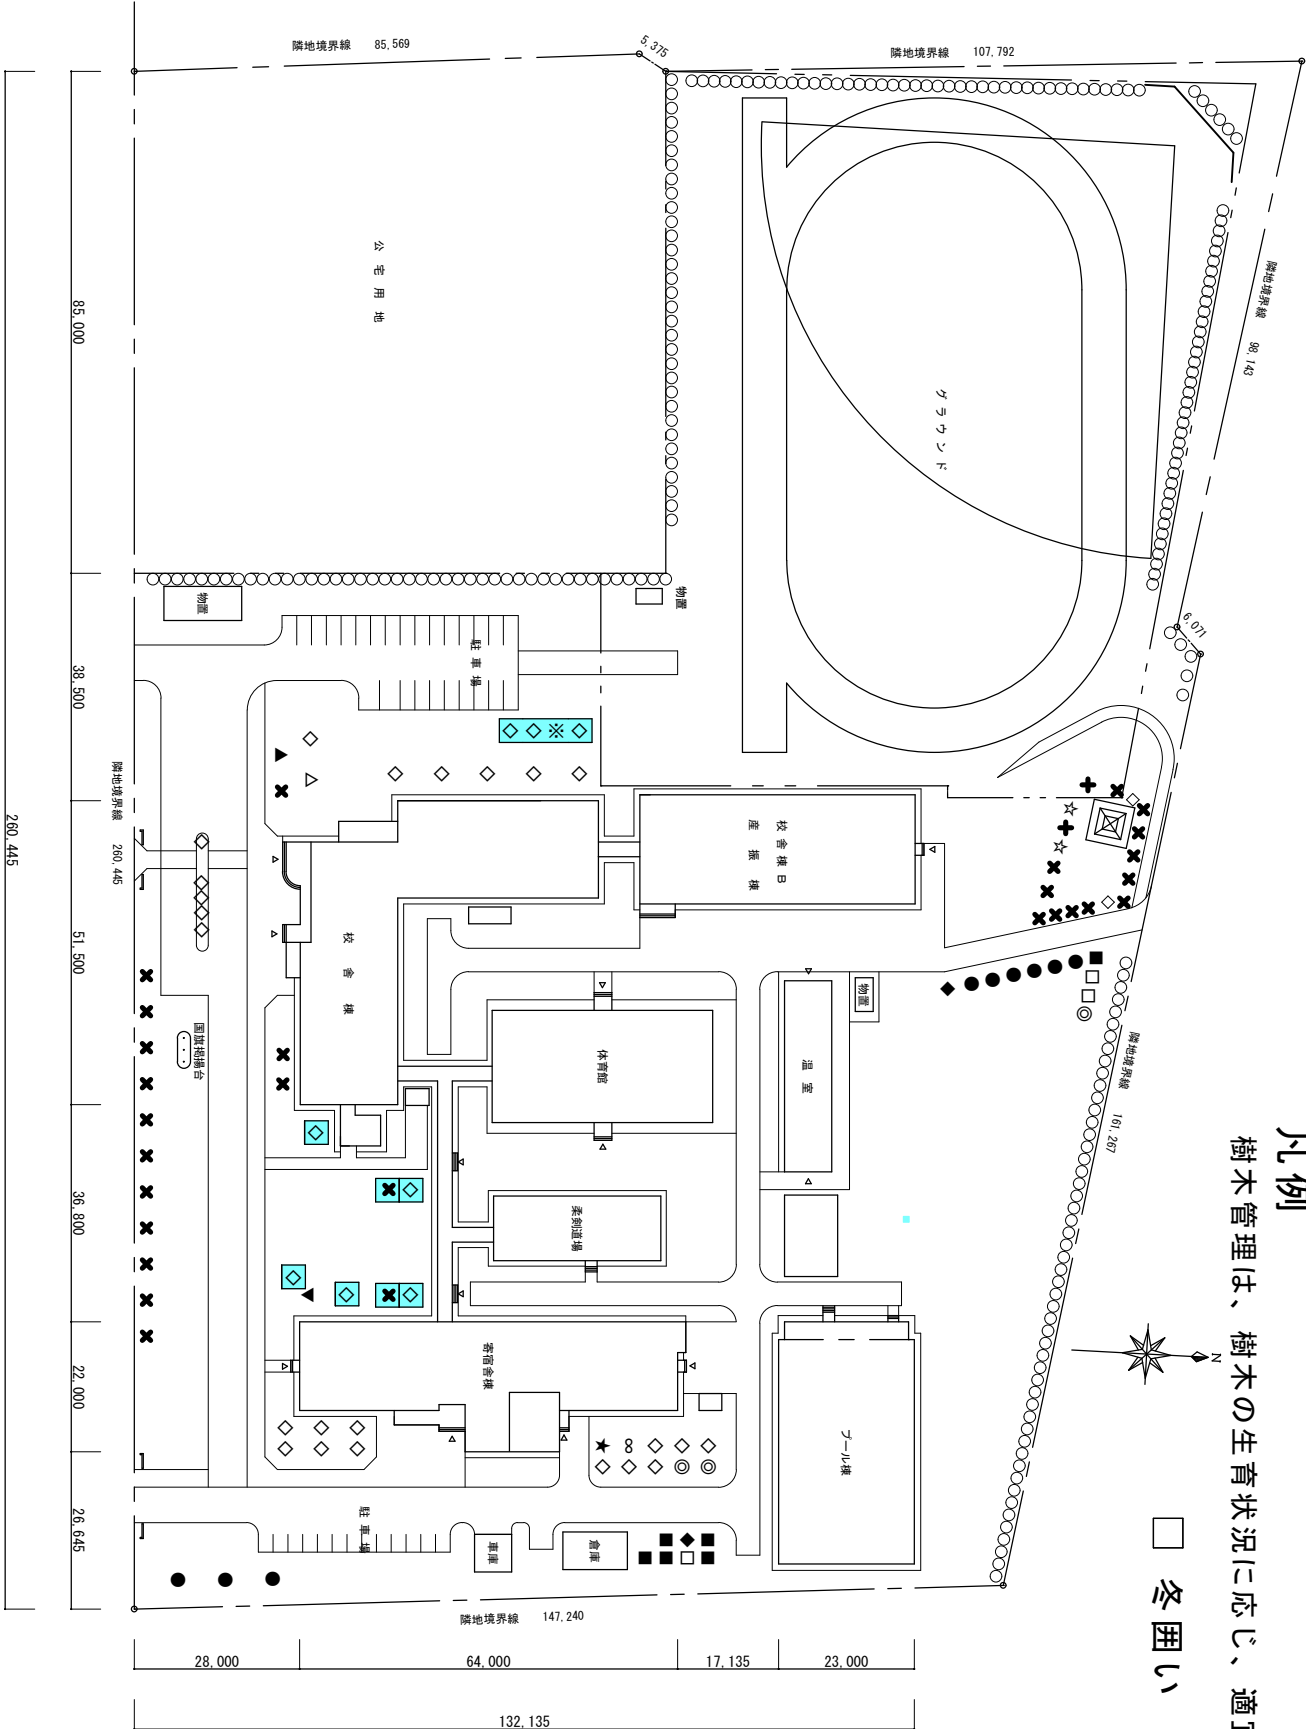 隣地境界線 85,569
5,375
隣地境界線 107,792
隣地境界線 98,143
公宅用地
グラウンド
85,000
物置
物置
6,071
駐車場
38,500
隣地境界線 260,445
260,445
校舎棟B
産振棟
校舎棟
51,500
国旗掲揚台
体育館
物置
温室
隣地境界線 161,267
36,800
柔剣道場
寄宿舎棟
22,000
プール棟
N
26,645
駐車場
車庫
倉庫
隣地境界線 147,240
28,000
64,000
17,135
23,000
132,135
凡例
樹木管理は、樹木の生育状況に応じ、適
□ 冬囲い